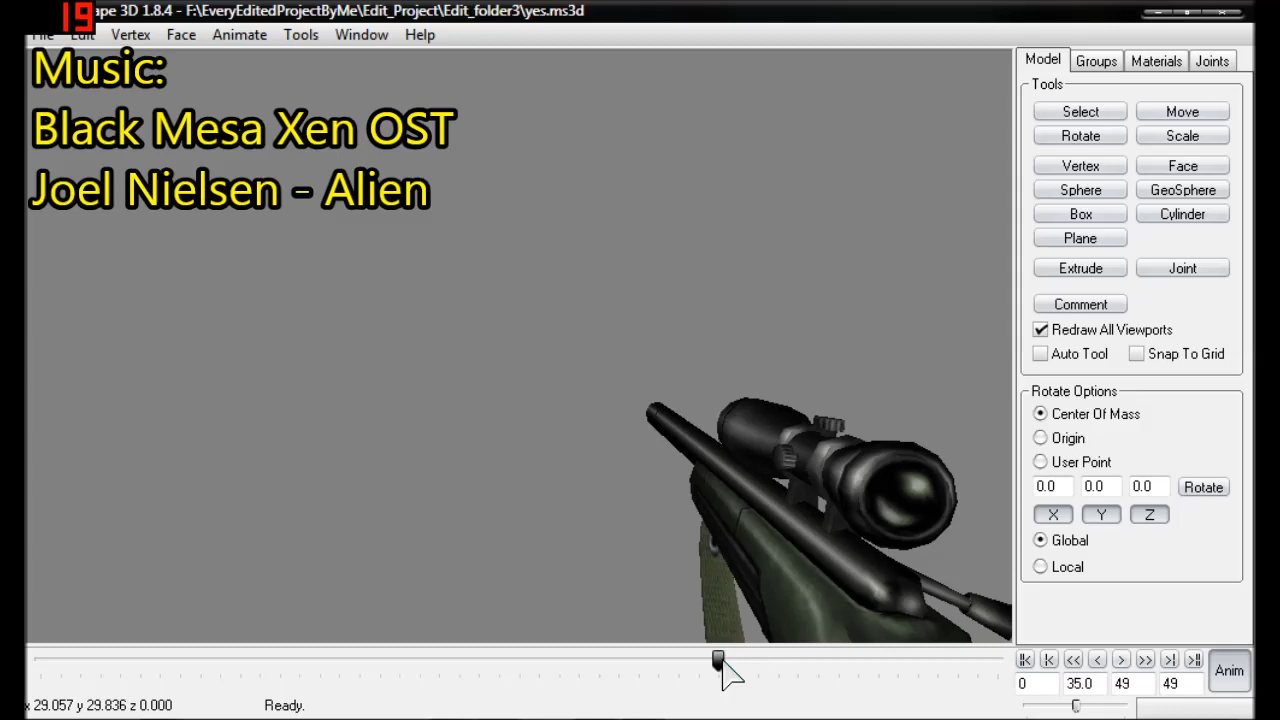 19
ape 3D 1.8.4 - F:\EveryEditedProjectByMe\Edit_Project\Edit_folder3\yes.ms3d
File Edit Vertex Face Animate Tools Window Help
Music:
Black Mesa Xen OST
Joel Nielsen - Alien
Model Groups Materials Joints
Tools
Select Move
Rotate Scale
Vertex Face
Sphere GeoSphere
Box Cylinder
Plane
Extrude Joint
Comment
Redraw All Viewports
Auto Tool Snap To Grid
Rotate Options
Center Of Mass
Origin
User Point
0.0 0.0 0.0 Rotate
X Y Z
Global
Local
Anim
0 35.0 49 49
x 29.057 y 29.836 z 0.000 Ready.